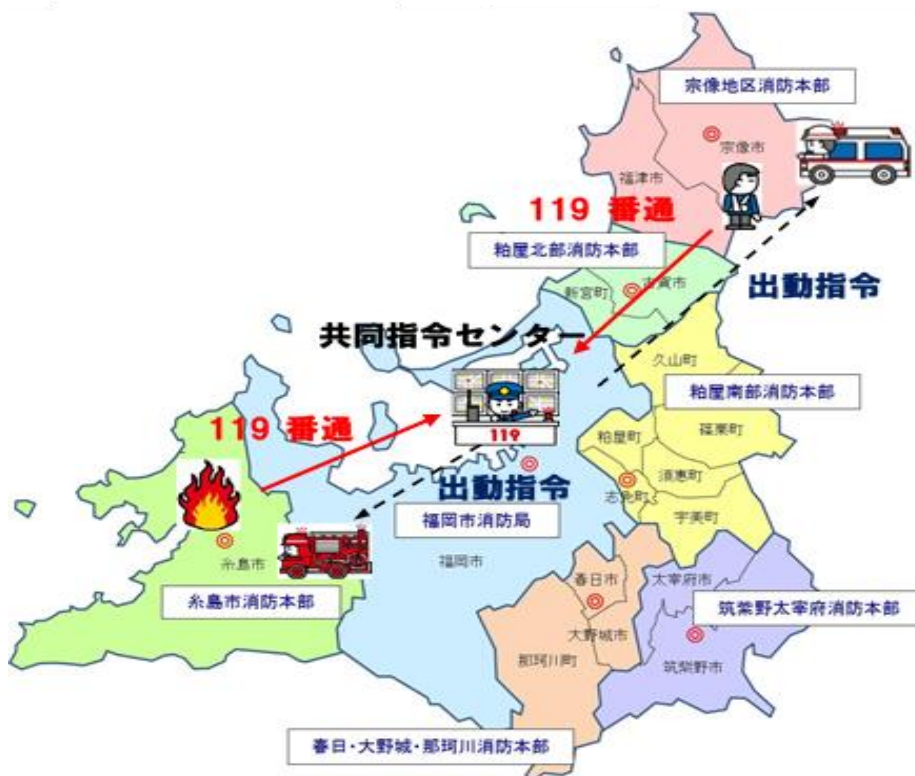 宗像地区消防本部
宗像市
福津市
119 番通
粕屋北部消防本部
古賀市
新宮町
出動指令
共同指令センター
久山町
粕屋南部消防本部
篠栗町
粕屋町
須恵町
志免町
宇美町
119
119 番通
出動指令
福岡市消防局
福岡市
糸島市
糸島市消防本部
春日市
太宰府市
筑紫野太宰府消防本部
大野城市
那珂川町
筑紫野市
春日・大野城・那珂川消防本部